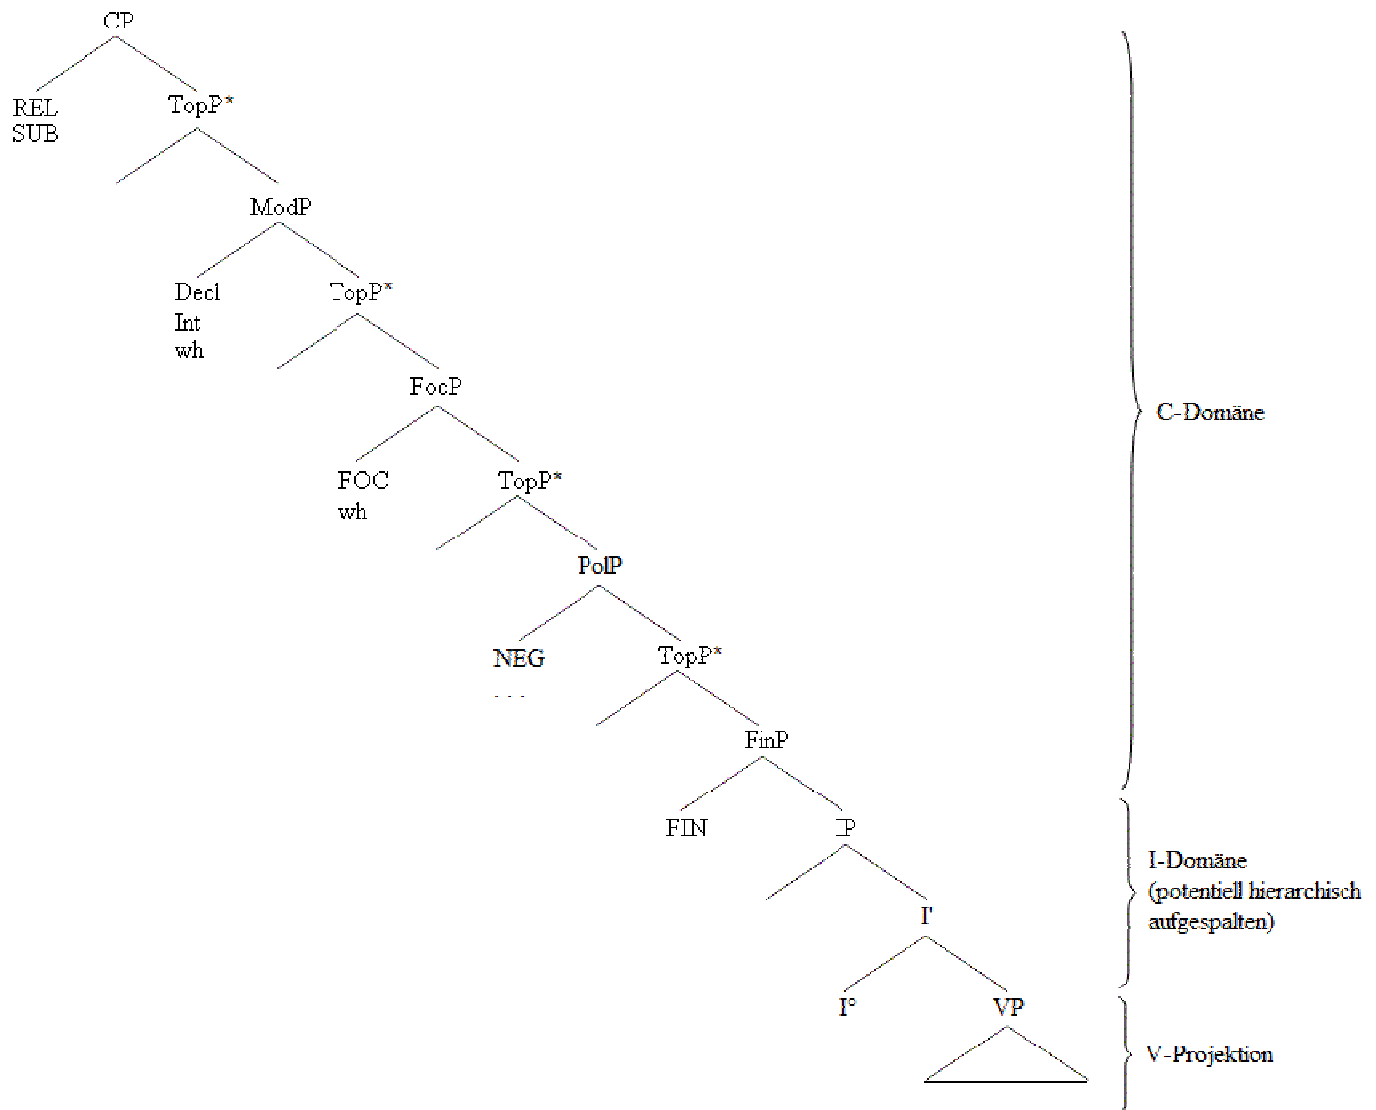 CP
REL
SUB
TopP*
ModP
Decl
Int
wh
TopP*
FocP
C-Domäne
FOC
wh
TopP*
PolP
NEG
. . .
TopP*
FinP
FIN
IP
I-Domäne
(potentiell hierarchisch
aufgespalten)
I'
I°
VP
V-Projektion